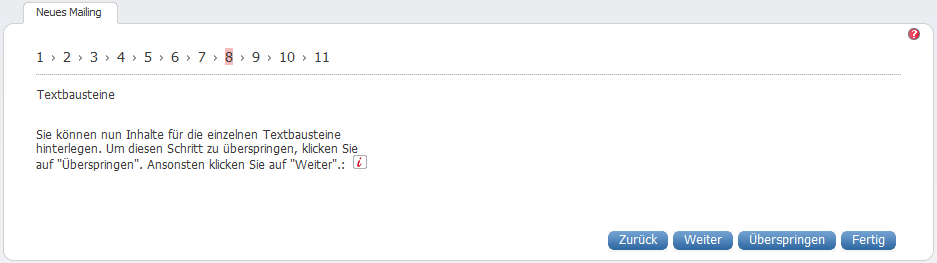 Neues Mailing
?
1 › 2 › 3 › 4 › 5 › 6 › 7 › 8 › 9 › 10 › 11
Textbausteine
Sie können nun Inhalte für die einzelnen Textbausteine
hinterlegen. Um diesen Schritt zu überspringen, klicken Sie
auf "Überspringen". Ansonsten klicken Sie auf "Weiter".: i
Zurück Weiter Überspringen Fertig